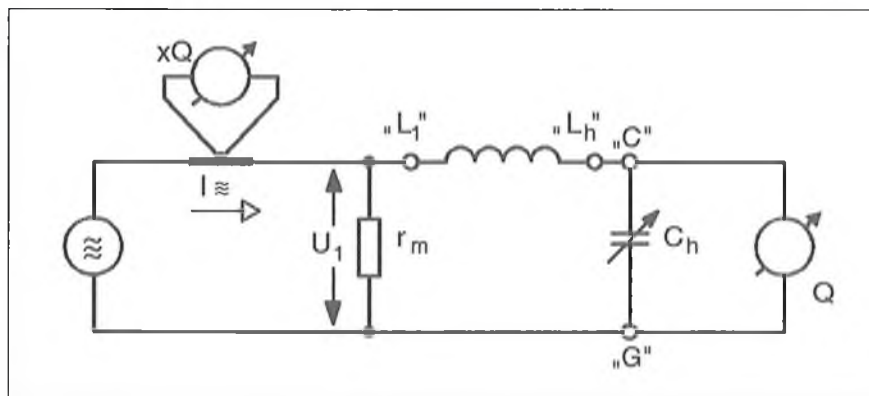 xQ
„L₁"
„Lₕ"
„C"
I ≋
U₁
rₘ
Cₕ
Q
„G"